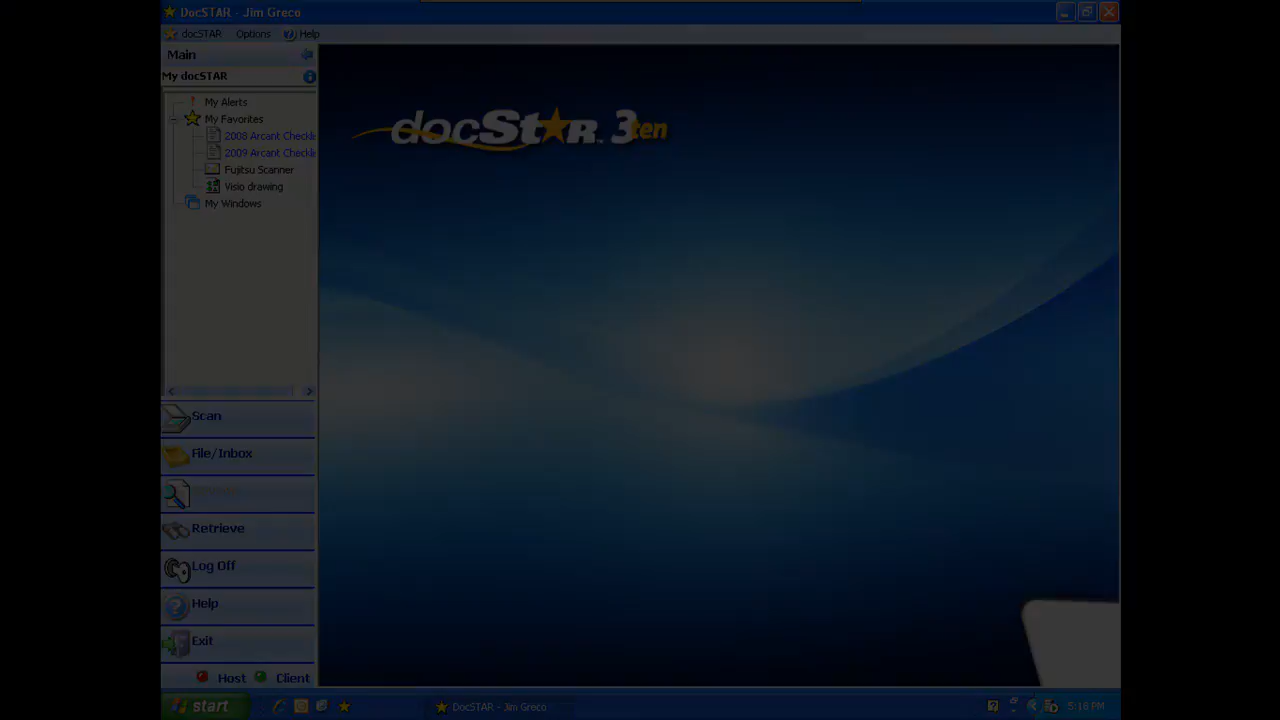 DocSTAR - Jim Greco
docSTAR Options Help
Main
My docSTAR
My Alerts
My Favorites
2008 Arcant Checkli
2009 Arcant Checkli
Fujitsu Scanner
Visio drawing
My Windows
docStAR™ 3ten
Scan
File/Inbox
Retrieve
Log Off
Help
Exit
Host Client
start DocSTAR - Jim Greco 5:16 PM